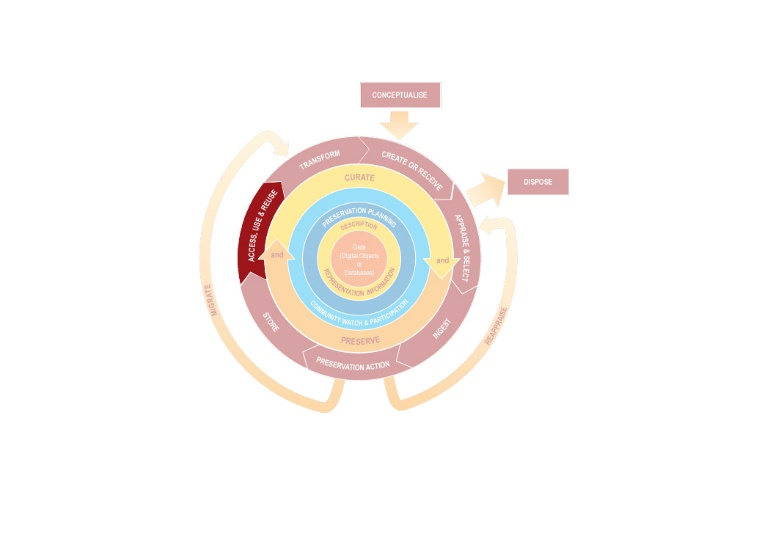 CONCEPTUALISE
DISPOSE
TRANSFORM
CREATE OR RECEIVE
APPRAISE & SELECT
INGEST
PRESERVATION ACTION
STORE
ACCESS, USE & REUSE
CURATE
and
PRESERVE
and
PRESERVATION PLANNING
COMMUNITY WATCH & PARTICIPATION
DESCRIPTION
REPRESENTATION INFORMATION
Data
(Digital Objects
or
Databases)
MIGRATE
REAPPRAISE